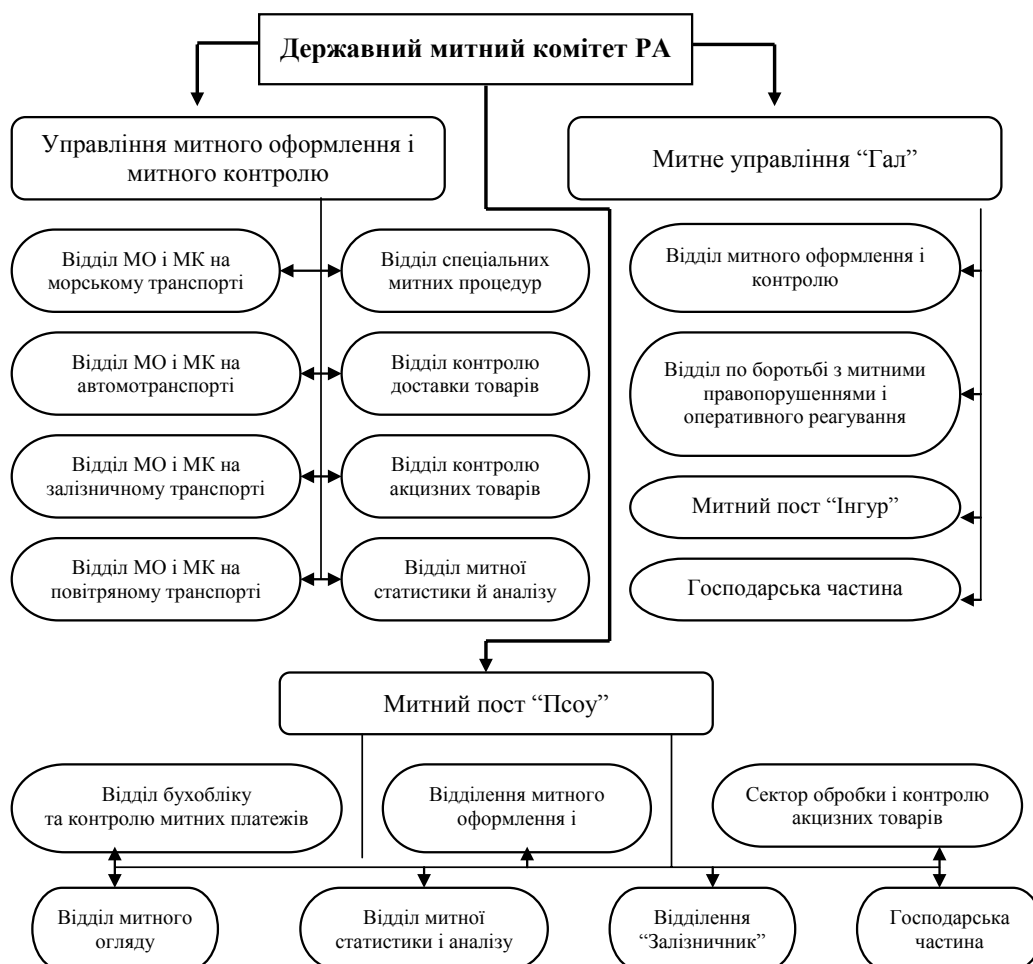 Державний митний комітет РА
Управління митного оформлення і
митного контролю
Митне управління “Гал”
Відділ МО і МК на
морському транспорті
Відділ спеціальних
митних процедур
Відділ митного оформлення і
контролю
Відділ МО і МК на
автомотранспорті
Відділ контролю
доставки товарів
Відділ по боротьбі з митними
правопорушеннями і
оперативного реагування
Відділ МО і МК на
залізничному транспорті
Відділ контролю
акцизних товарів
Митний пост “Інгур”
Відділ МО і МК на
повітряному транспорті
Відділ митної
статистики й аналізу
Господарська частина
Митний пост “Псоу”
Відділ бухобліку
та контролю митних платежів
Відділення митного
оформлення і
Сектор обробки і контролю
акцизних товарів
Відділ митного
огляду
Відділ митної
статистики і аналізу
Відділення
“Залізничник”
Господарська
частина